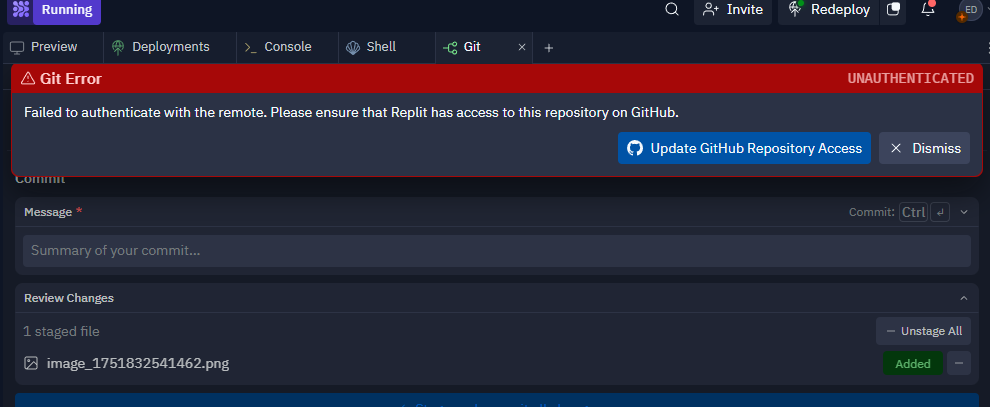 Running
Invite
Redeploy
ED
Preview
Deployments
Console
Shell
Git
Git Error
UNAUTHENTICATED
Failed to authenticate with the remote. Please ensure that Replit has access to this repository on GitHub.
Update GitHub Repository Access
Dismiss
Commit
Message *
Commit: Ctrl
Summary of your commit...
Review Changes
1 staged file
Unstage All
image_1751832541462.png
Added